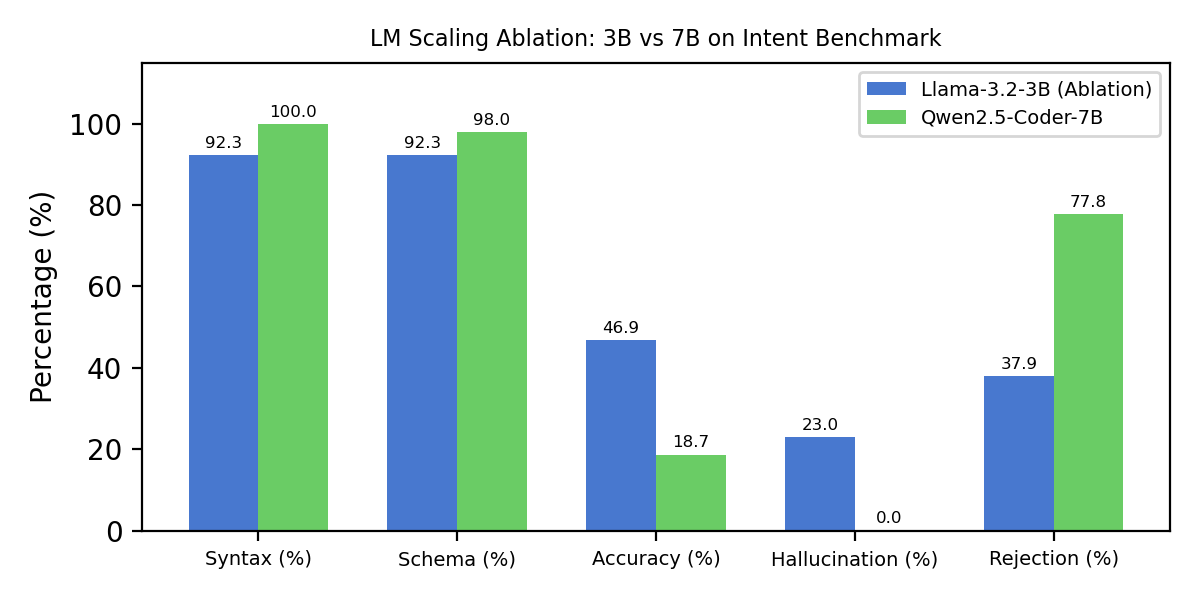 LM Scaling Ablation: 3B vs 7B on Intent Benchmark
Llama-3.2-3B (Ablation)
Qwen2.5-Coder-7B
Percentage (%)
100
80
60
40
20
0
92.3
100.0
92.3
98.0
46.9
18.7
23.0
0.0
37.9
77.8
Syntax (%)
Schema (%)
Accuracy (%)
Hallucination (%)
Rejection (%)